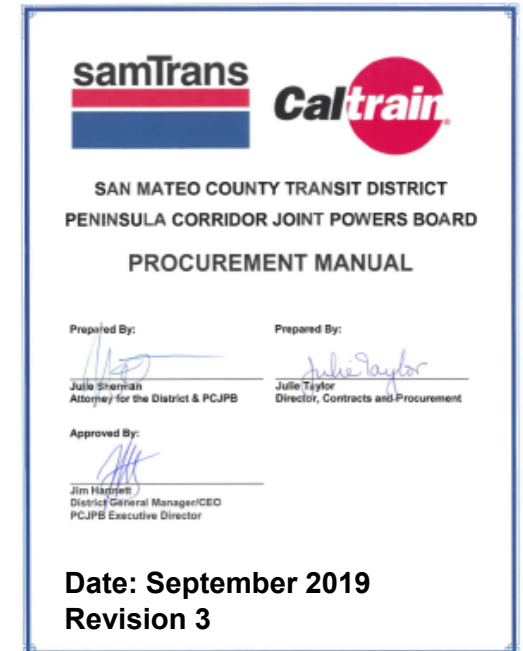 samTrans
Caltrain
SAN MATEO COUNTY TRANSIT DISTRICT
PENINSULA CORRIDOR JOINT POWERS BOARD
PROCUREMENT MANUAL
Prepared By:
Prepared By:
Julie Taylor
Julie Sherman
Attorney for the District & PCJPB
Julie Taylor
Director, Contracts and Procurement
Approved By:
Jim Hartnett
District General Manager/CEO
PCJPB Executive Director
Date: September 2019
Revision 3